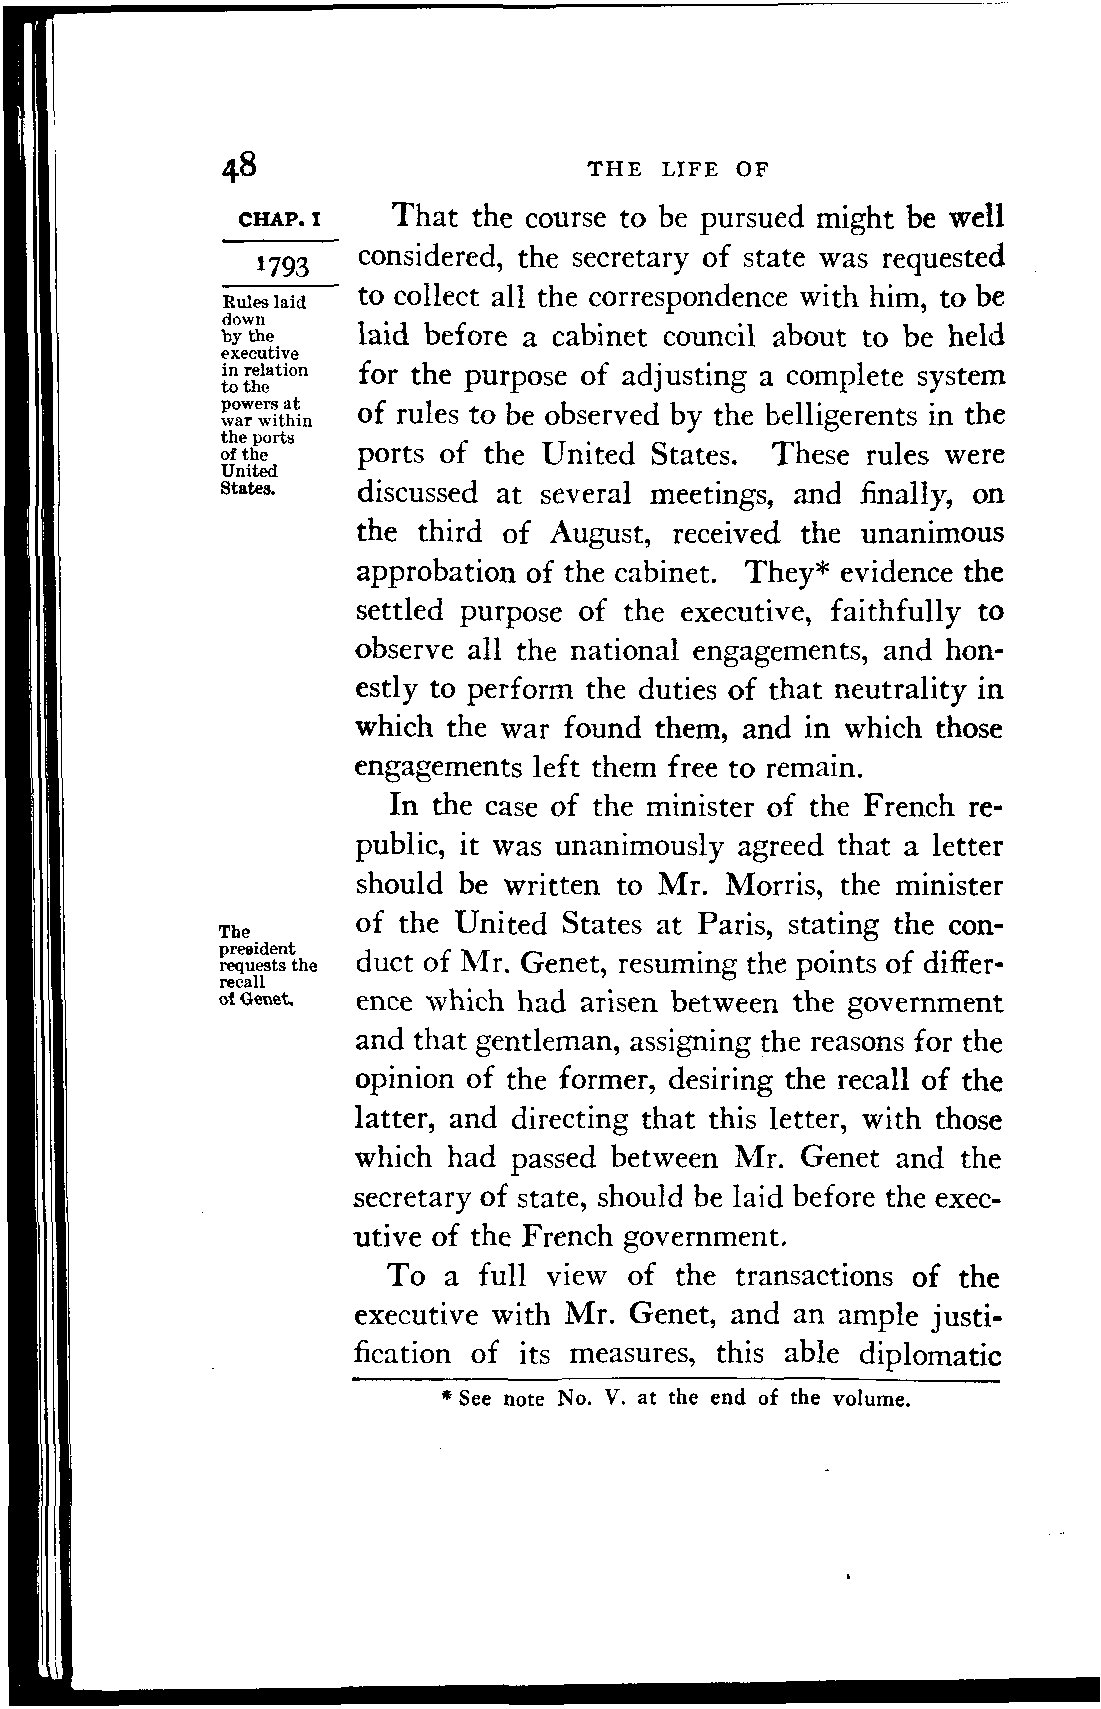 48
THE LIFE OF
CHAP. I
1793
Rules laid
down
by the
executive
in relation
to the
powers at
war within
the ports
of the
United
States.
That the course to be pursued might be well
considered, the secretary of state was requested
to collect all the correspondence with him, to be
laid before a cabinet council about to be held
for the purpose of adjusting a complete system
of rules to be observed by the belligerents in the
ports of the United States. These rules were
discussed at several meetings, and finally, on
the third of August, received the unanimous
approbation of the cabinet. They* evidence the
settled purpose of the executive, faithfully to
observe all the national engagements, and hon-
estly to perform the duties of that neutrality in
which the war found them, and in which those
engagements left them free to remain.
In the case of the minister of the French re-
public, it was unanimously agreed that a letter
should be written to Mr. Morris, the minister
The
president
requests the
recall
of Genet.
of the United States at Paris, stating the con-
duct of Mr. Genet, resuming the points of differ-
ence which had arisen between the government
and that gentleman, assigning the reasons for the
opinion of the former, desiring the recall of the
latter, and directing that this letter, with those
which had passed between Mr. Genet and the
secretary of state, should be laid before the exec-
utive of the French government.
To a full view of the transactions of the
executive with Mr. Genet, and an ample justi-
fication of its measures, this able diplomatic
* See note No. V. at the end of the volume.